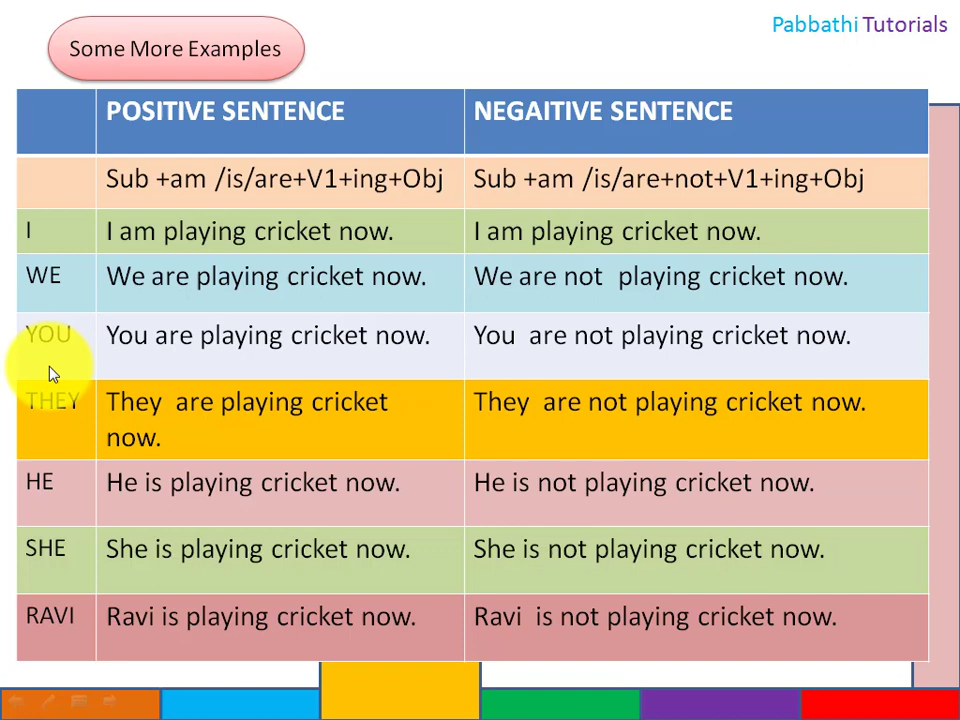 Pabbathi Tutorials
Some More Examples
POSITIVE SENTENCE NEGAITIVE SENTENCE
Sub +am /is/are+V1+ing+Obj Sub +am /is/are+not+V1+ing+Obj
I I am playing cricket now. I am playing cricket now.
WE We are playing cricket now. We are not playing cricket now.
YOU You are playing cricket now. You are not playing cricket now.
THEY They are playing cricket They are not playing cricket now.
now.
HE He is playing cricket now. He is not playing cricket now.
SHE She is playing cricket now. She is not playing cricket now.
RAVI Ravi is playing cricket now. Ravi is not playing cricket now.